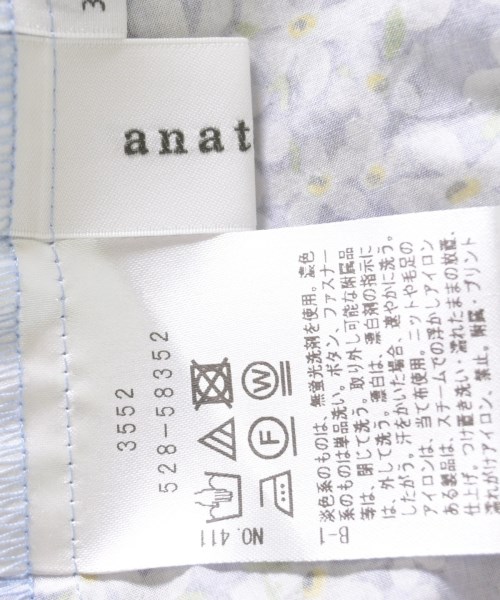 3
anat
3552
528-58352
NO.411
B-1
W
F
淡色系のものは、無蛍光洗剤を使用。濃色
系のものは単品洗い。ボタン、ファスナー
等は、閉じて洗う。取り外し可能な附属品
は、外して洗う。漂白は、漂白剤の指示に
したがう。汗をかいた場合、速やかに洗う。
アイロンは、当て布使用。ニットや毛足の
ある製品は、スチームでの浮かしアイロン
仕上げ。つけ置き洗い・濡れたままの放置、
濡れがけアイロン、禁止。附属・プリント